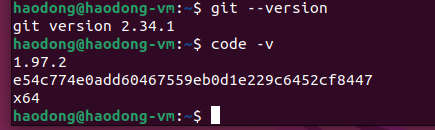 haodong@haodong-vm:~$ git --version
git version 2.34.1
haodong@haodong-vm:~$ code -v
1.97.2
e54c774e0add60467559eb0d1e229c6452cf8447
x64
haodong@haodong-vm:~$